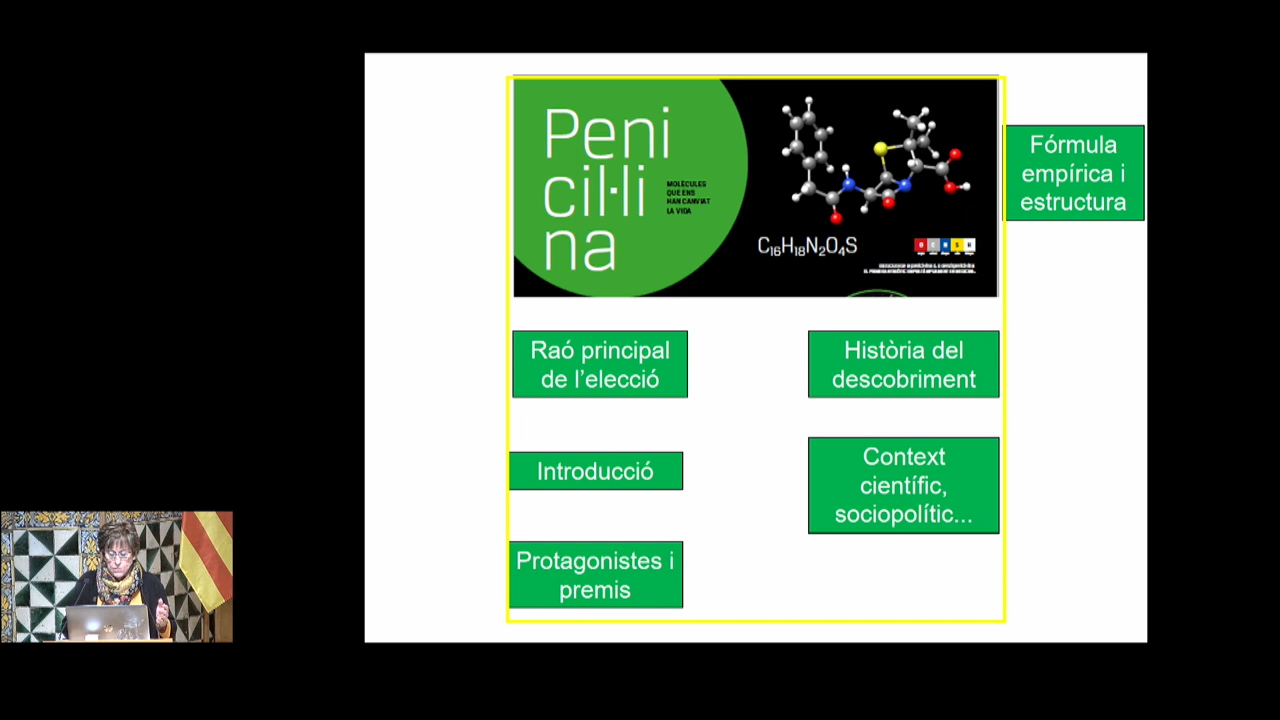 Peni
cil·li
na
MOLÈCULES
QUE ENS
HAN CANVIAT
LA VIDA
C₁₆H₁₈N₂O₄S
O C N S H
Fórmula
empírica i
estructura
Raó principal
de l’elecció
Història del
descobriment
Introducció
Context
científic,
sociopolític...
Protagonistes i
premis